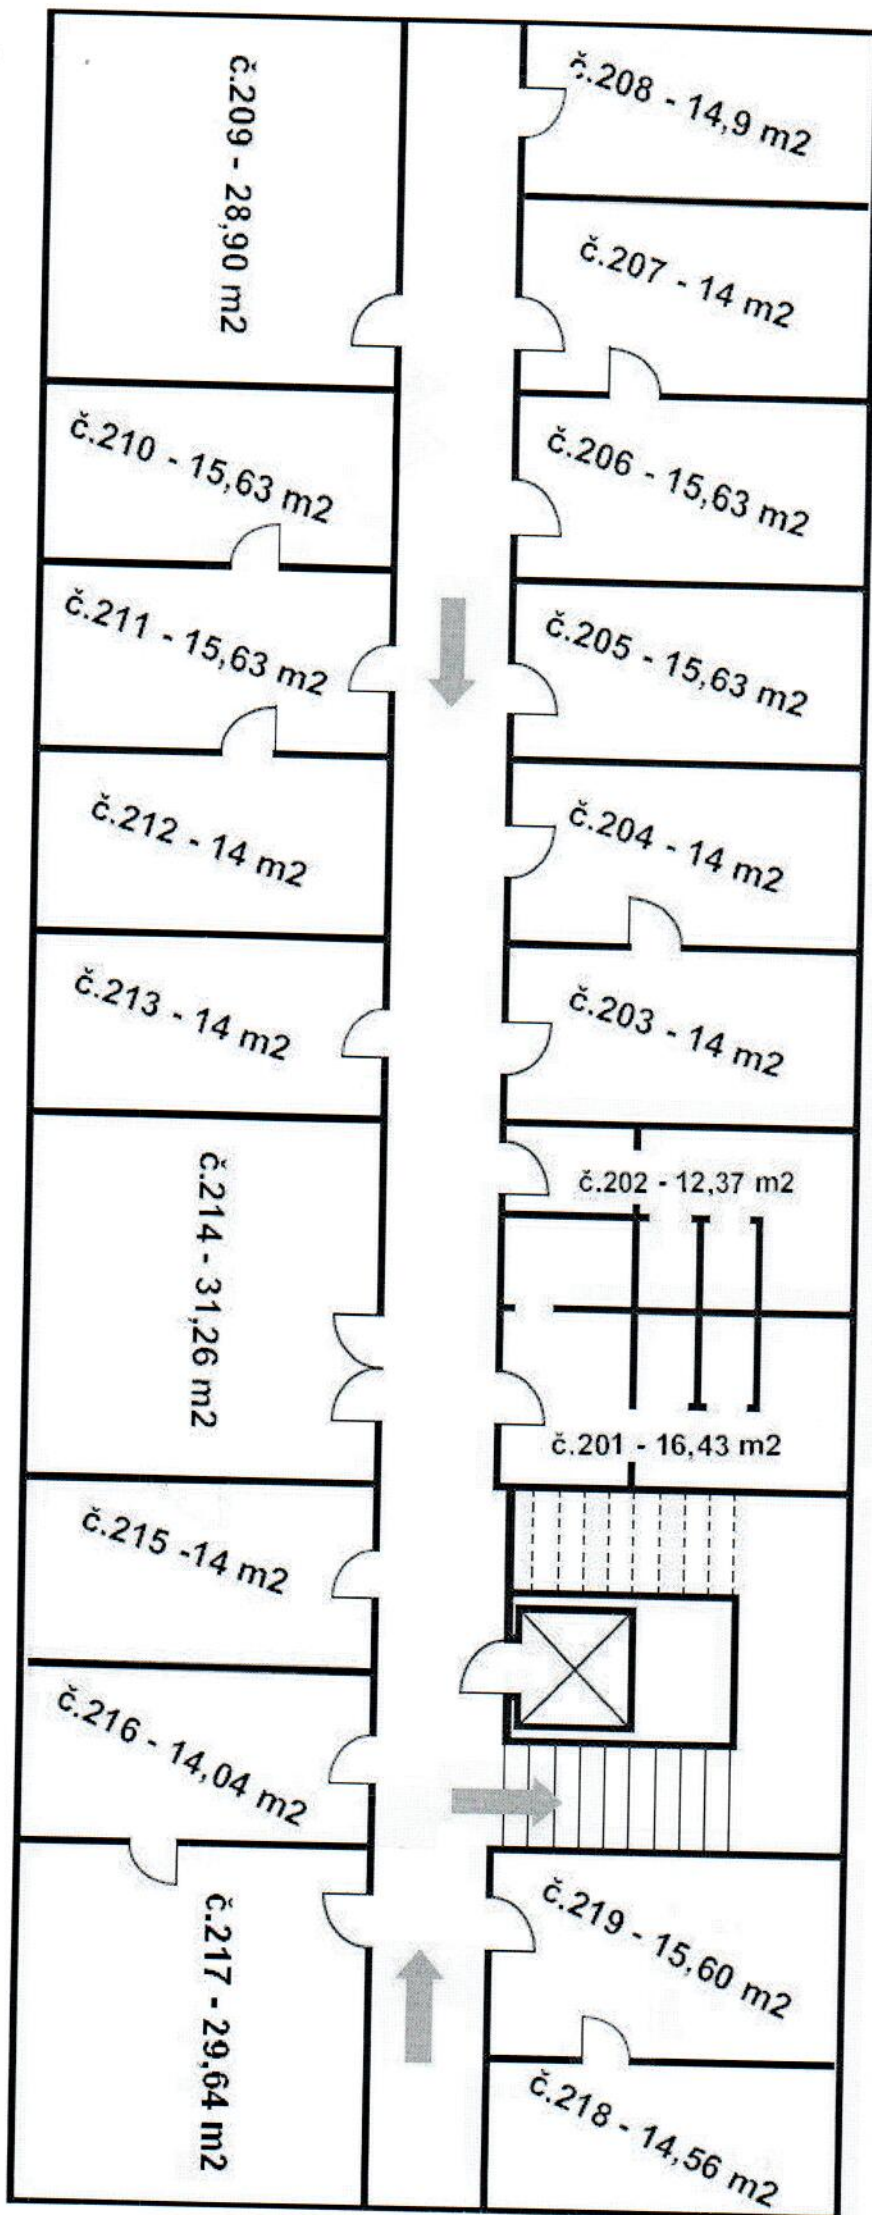 č.209 - 28,90 m2
č.208 - 14,9 m2
č.207 - 14 m2
č.210 - 15,63 m2
č.206 - 15,63 m2
č.211 - 15,63 m2
č.205 - 15,63 m2
č.212 - 14 m2
č.204 - 14 m2
č.213 - 14 m2
č.203 - 14 m2
č.214 - 31,26 m2
č.202 - 12,37 m2
č.201 - 16,43 m2
č.215 -14 m2
č.216 - 14,04 m2
č.217 - 29,64 m2
č.219 - 15,60 m2
č.218 - 14,56 m2